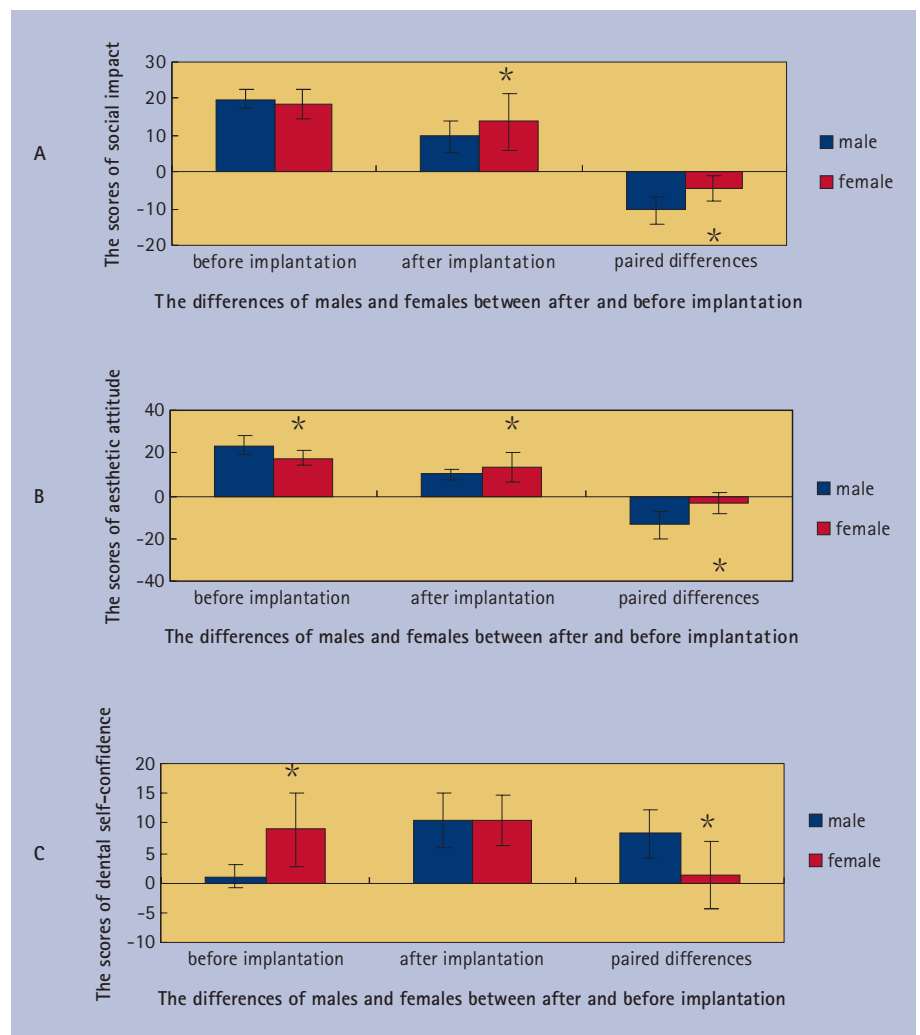 A
The scores of social impact
30
20
10
0
-10
-20
*
*
before implantation after implantation paired differences
male
female
The differences of males and females between after and before implantation
B
The scores of aesthetic attitude
40
20
0
-20
-40
*
*
*
before implantation after implantation paired differences
male
female
The differences of males and females between after and before implantation
C
The scores of dental self-confidence
20
15
10
5
0
-5
-10
*
*
before implantation after implantation paired differences
male
female
The differences of males and females between after and before implantation